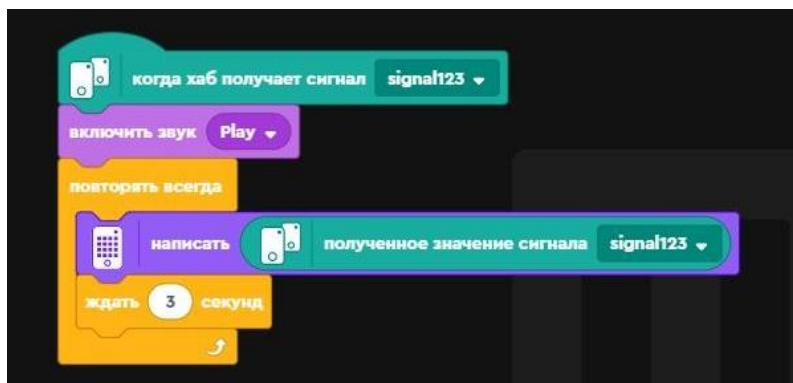 когда хаб получает сигнал signal123
включить звук Play
повторять всегда
написать полученное значение сигнала signal123
ждать 3 секунд